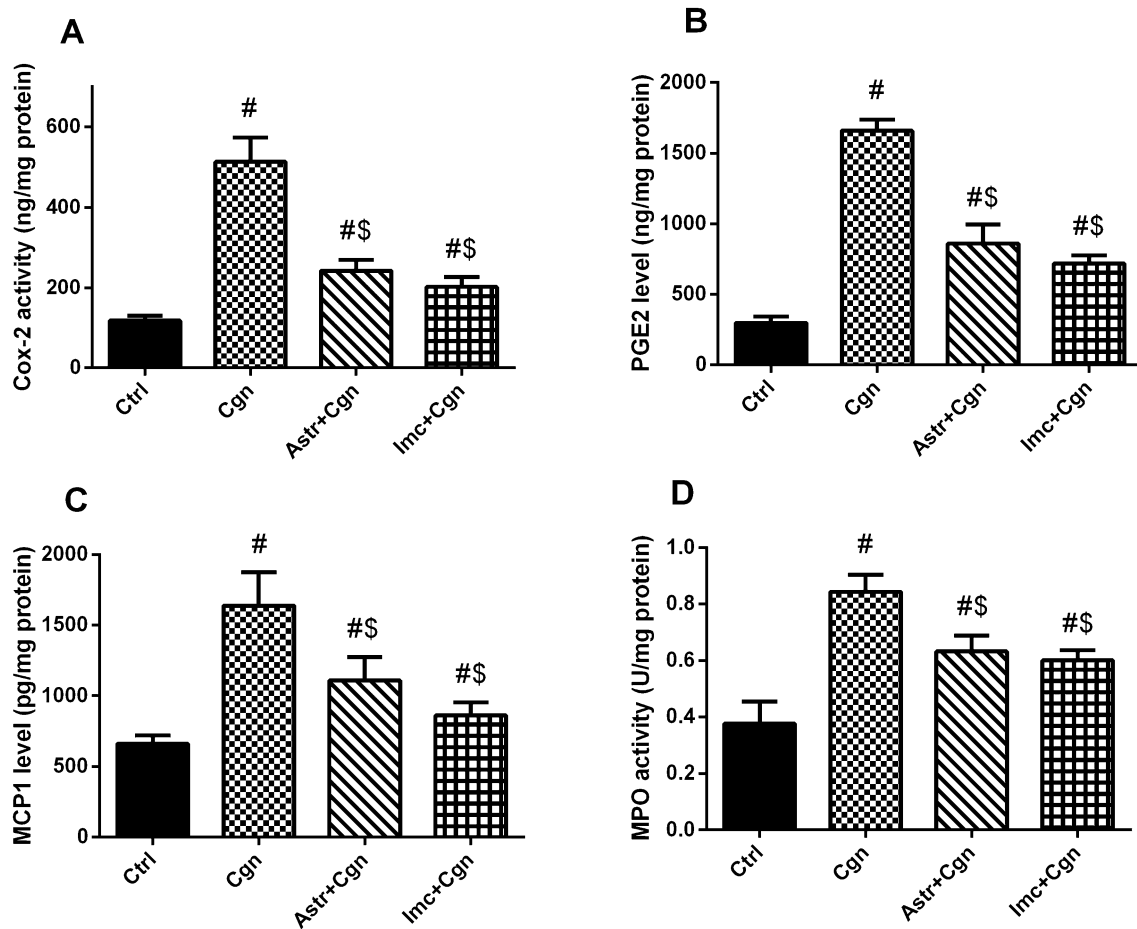 A
Cox-2 activity (ng/mg protein)
600
400
200
0
#
#$
#$
Ctrl
Cgn
Astr+Cgn
Imc+Cgn
B
PGE2 level (ng/mg protein)
2000
1500
1000
500
0
#
#$
#$
Ctrl
Cgn
Astr+Cgn
Imc+Cgn
C
MCP1 level (pg/mg protein)
2000
1500
1000
500
0
#
#$
#$
Ctrl
Cgn
Astr+Cgn
Imc+Cgn
D
MPO activity (U/mg protein)
1.0
0.8
0.6
0.4
0.2
0.0
#
#$
#$
Ctrl
Cgn
Astr+Cgn
Imc+Cgn